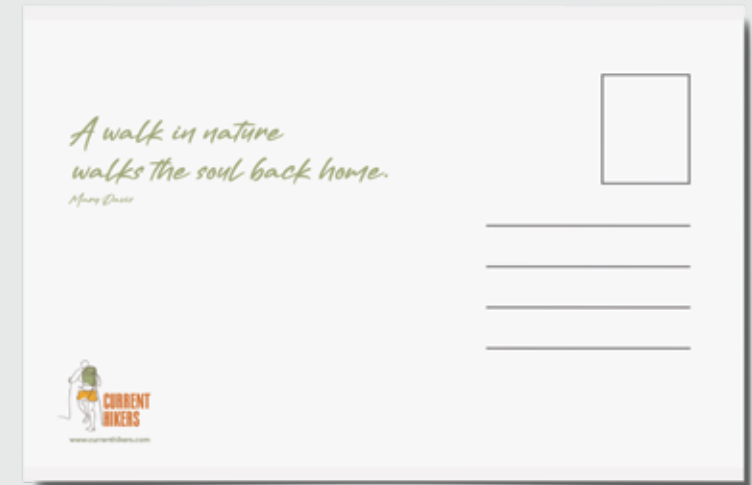 A walk in nature
walks the soul back home.
Mary Davis
CURRENT
HIKERS
www.currenthikers.com